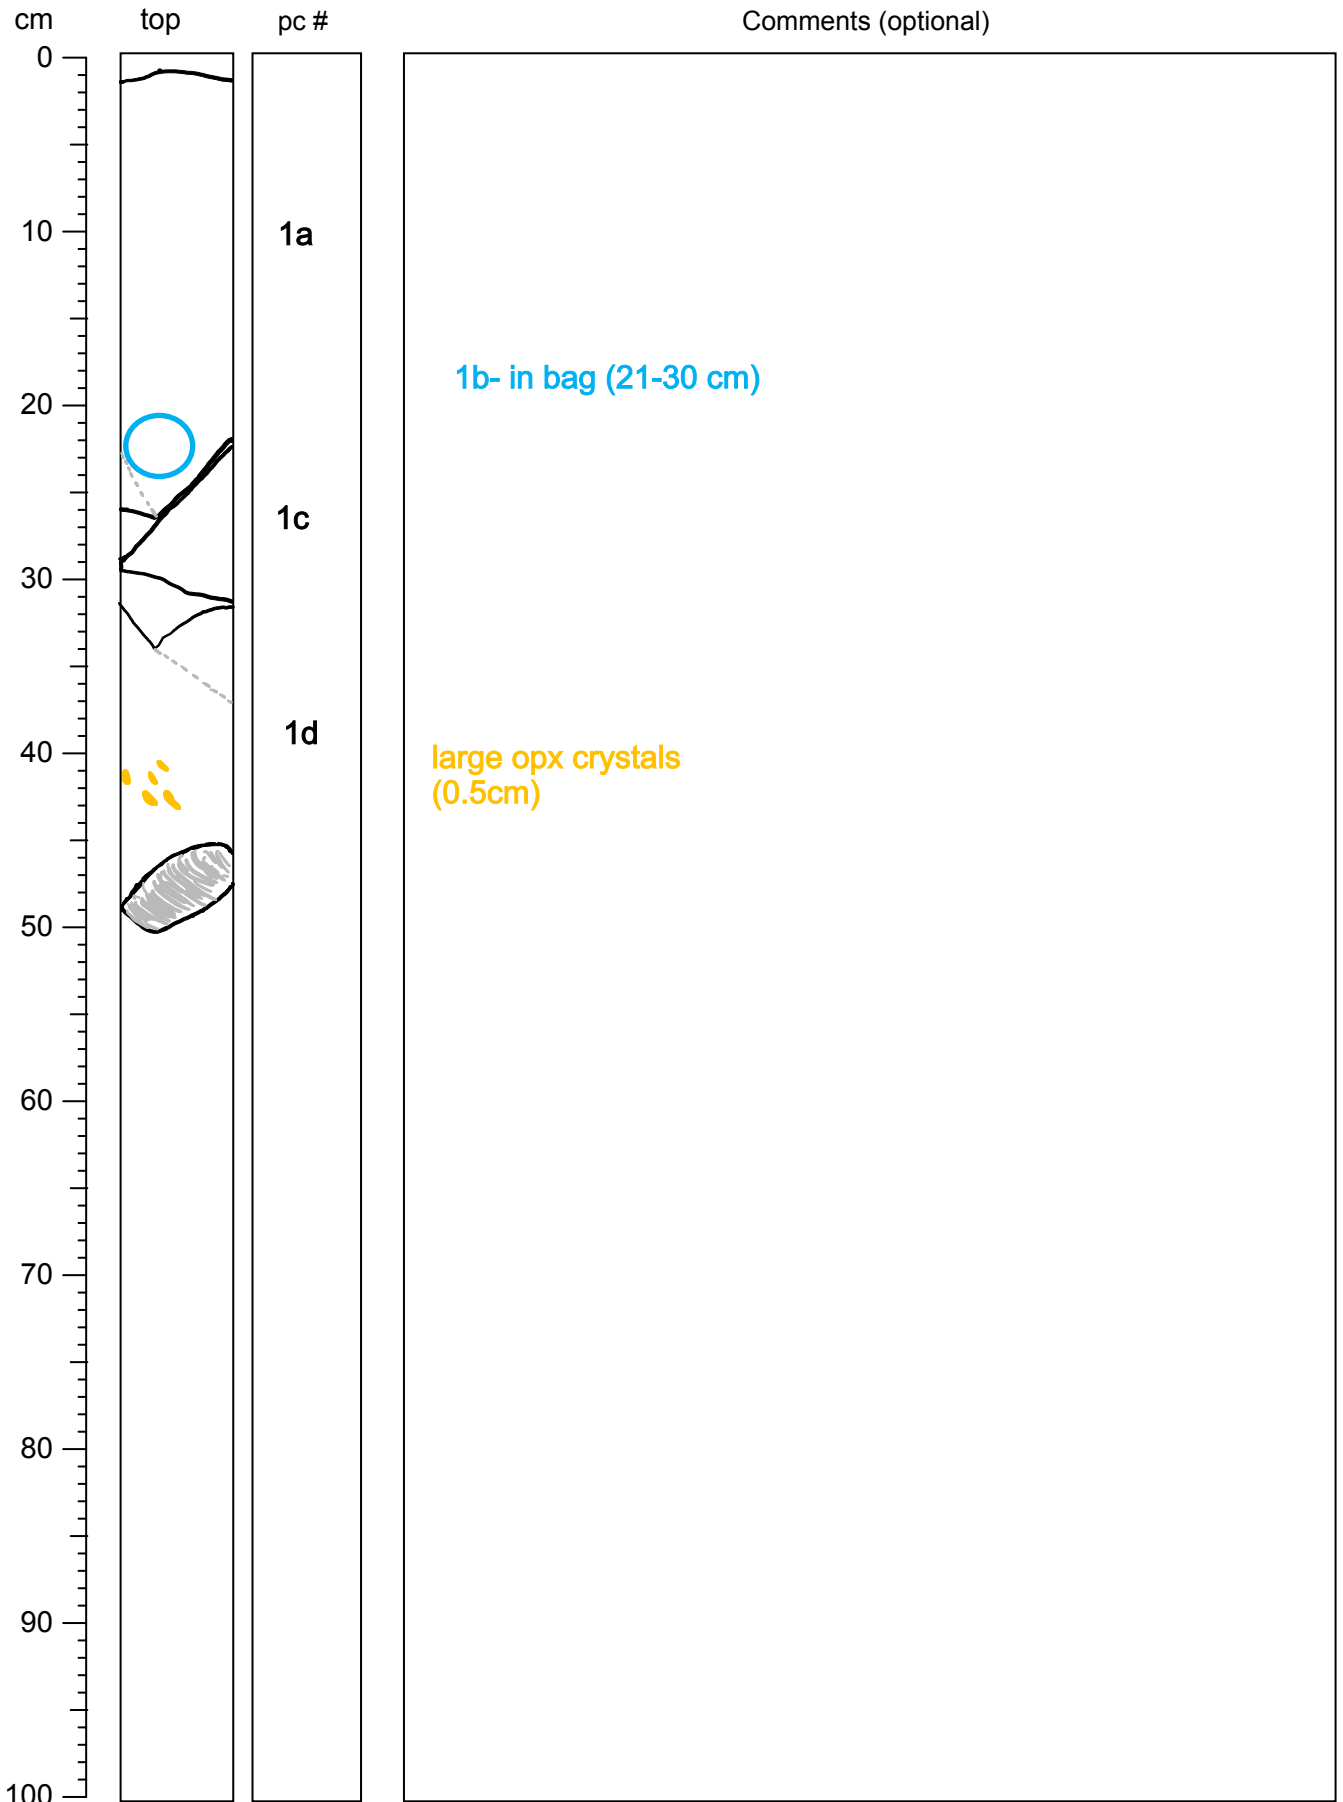 cm top pc # Comments (optional)
0
10 1a
1b- in bag (21-30 cm)
20
1c
30
1d
40 large opx crystals
(0.5cm)
50
60
70
80
90
100